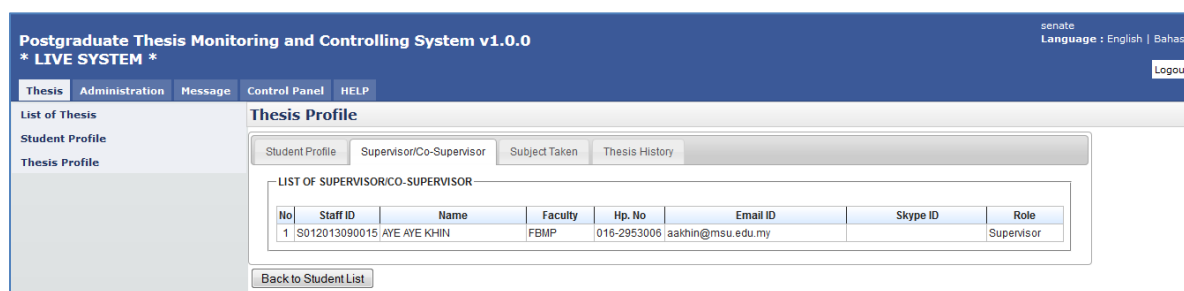 senate
Postgraduate Thesis Monitoring and Controlling System v1.0.0
Language : English | Bahas
* LIVE SYSTEM *
Logou
Thesis Administration Message Control Panel HELP
List of Thesis
Student Profile
Thesis Profile
Thesis Profile
Student Profile Supervisor/Co-Supervisor Subject Taken Thesis History
LIST OF SUPERVISOR/CO-SUPERVISOR
No Staff ID Name Faculty Hp. No Email ID Skype ID Role
1 S012013090015 AYE AYE KHIN FBMP 016-2953006 aakhin@msu.edu.my Supervisor
Back to Student List